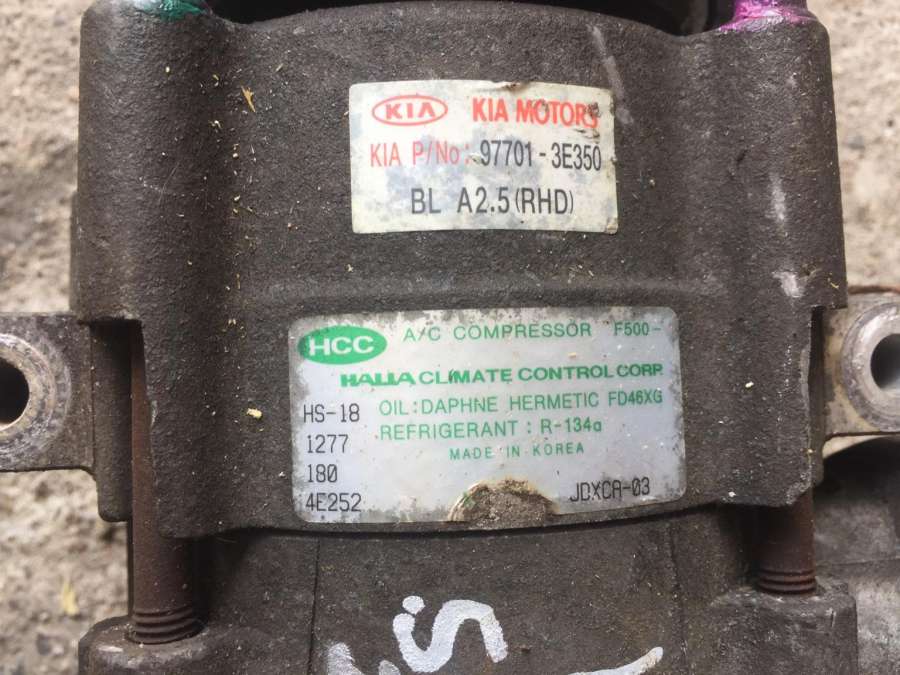 KIA KIA MOTORS
KIA P/No: 97701-3E350
BL A2.5(RHD)
HCC A/C COMPRESSOR F500-
HALLA CLIMATE CONTROL CORP.
HS-18 OIL:DAPHNE HERMETIC FD46XG
1277 REFRIGERANT : R-134a
MADE IN KOREA
180
4E252 JDXCA-03